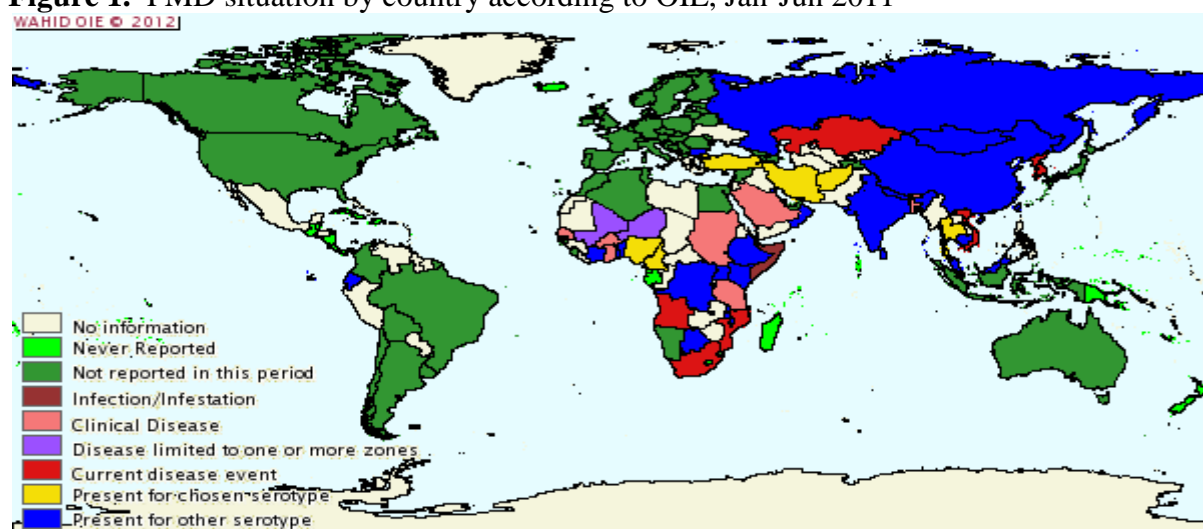 Figure 1. FMD situation by country according to OIE, Jan-Jun 2011
WAHID OIE © 2012
No information
Never Reported
Not reported in this period
Infection/Infestation
Clinical Disease
Disease limited to one or more zones
Current disease event
Present for chosen serotype
Present for other serotype